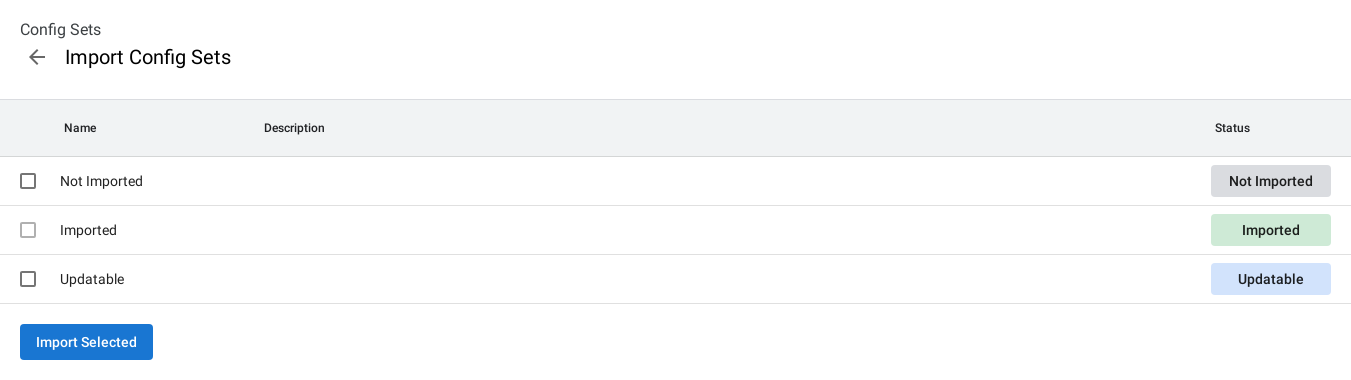 Config Sets
Import Config Sets
Name Description Status
Not Imported Not Imported
Imported Imported
Updatable Updatable
Import Selected